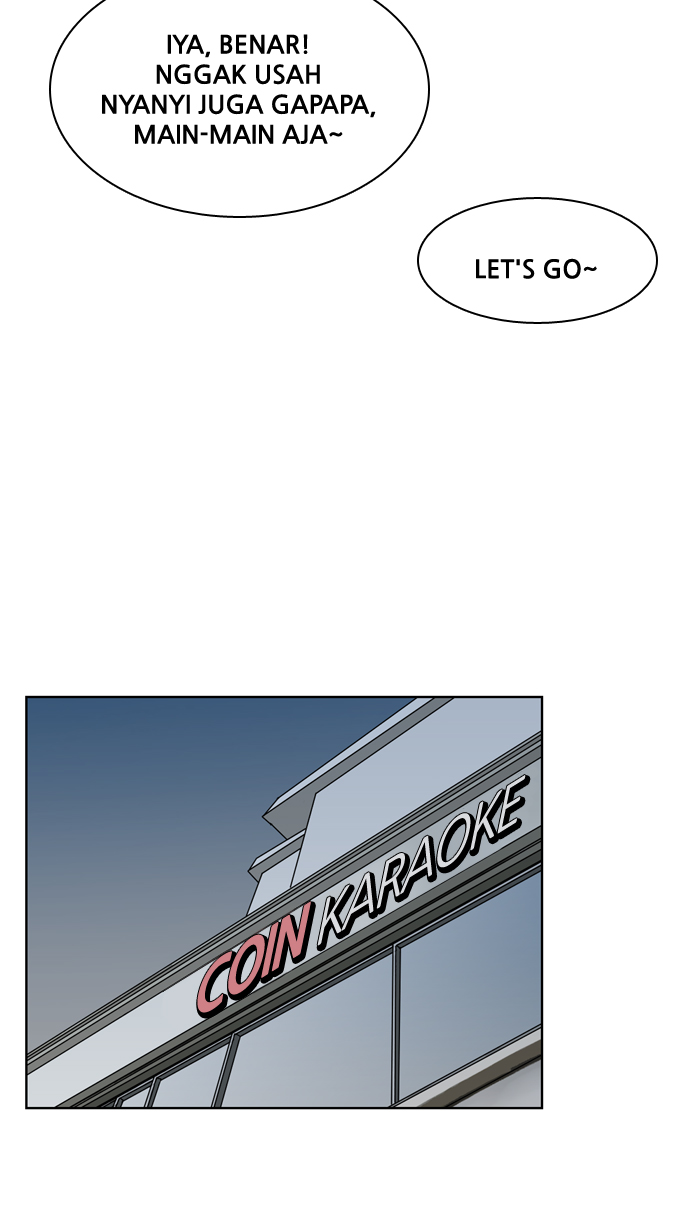 IYA, BENAR!
NGGAK USAH
NYANYI JUGA GAPAPA,
MAIN-MAIN AJA~
LET'S GO~
COIN KARAOKE